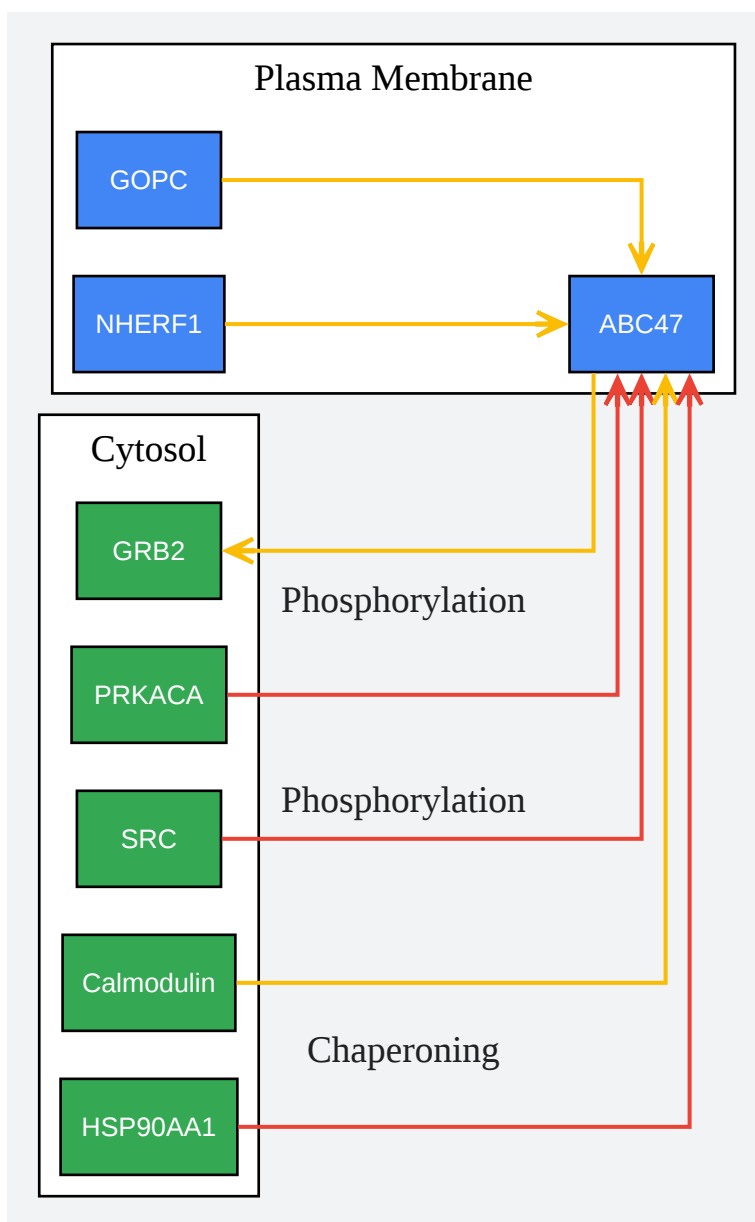 Plasma Membrane
GOPC
NHERF1
ABC47
Cytosol
GRB2
Phosphorylation
PRKACA
Phosphorylation
SRC
Calmodulin
Chaperoning
HSP90AA1